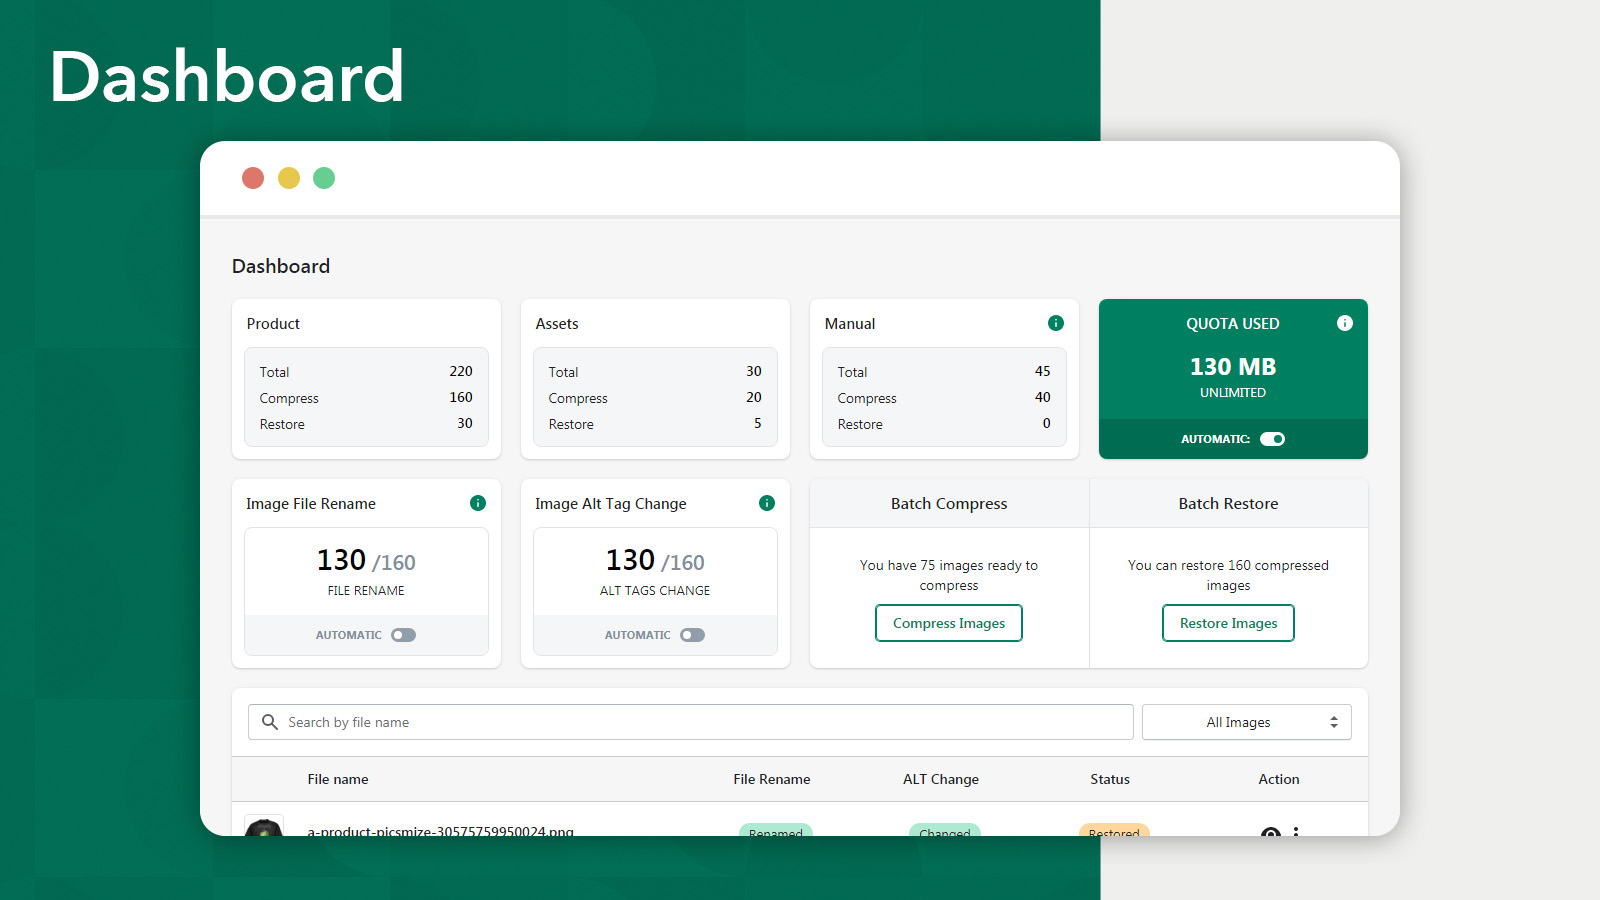 Dashboard
Dashboard
Product
Total 220
Compress 160
Restore 30
Assets
Total 30
Compress 20
Restore 5
Manual
Total 45
Compress 40
Restore 0
QUOTA USED
130 MB
UNLIMITED
AUTOMATIC:
Image File Rename
130 /160
FILE RENAME
AUTOMATIC
Image Alt Tag Change
130 /160
ALT TAGS CHANGE
AUTOMATIC
Batch Compress
You have 75 images ready to
compress
Compress Images
Batch Restore
You can restore 160 compressed
images
Restore Images
Search by file name
All Images
File name File Rename ALT Change Status Action
a-product-picsmize-30575759950024.png Renamed Changed Restored